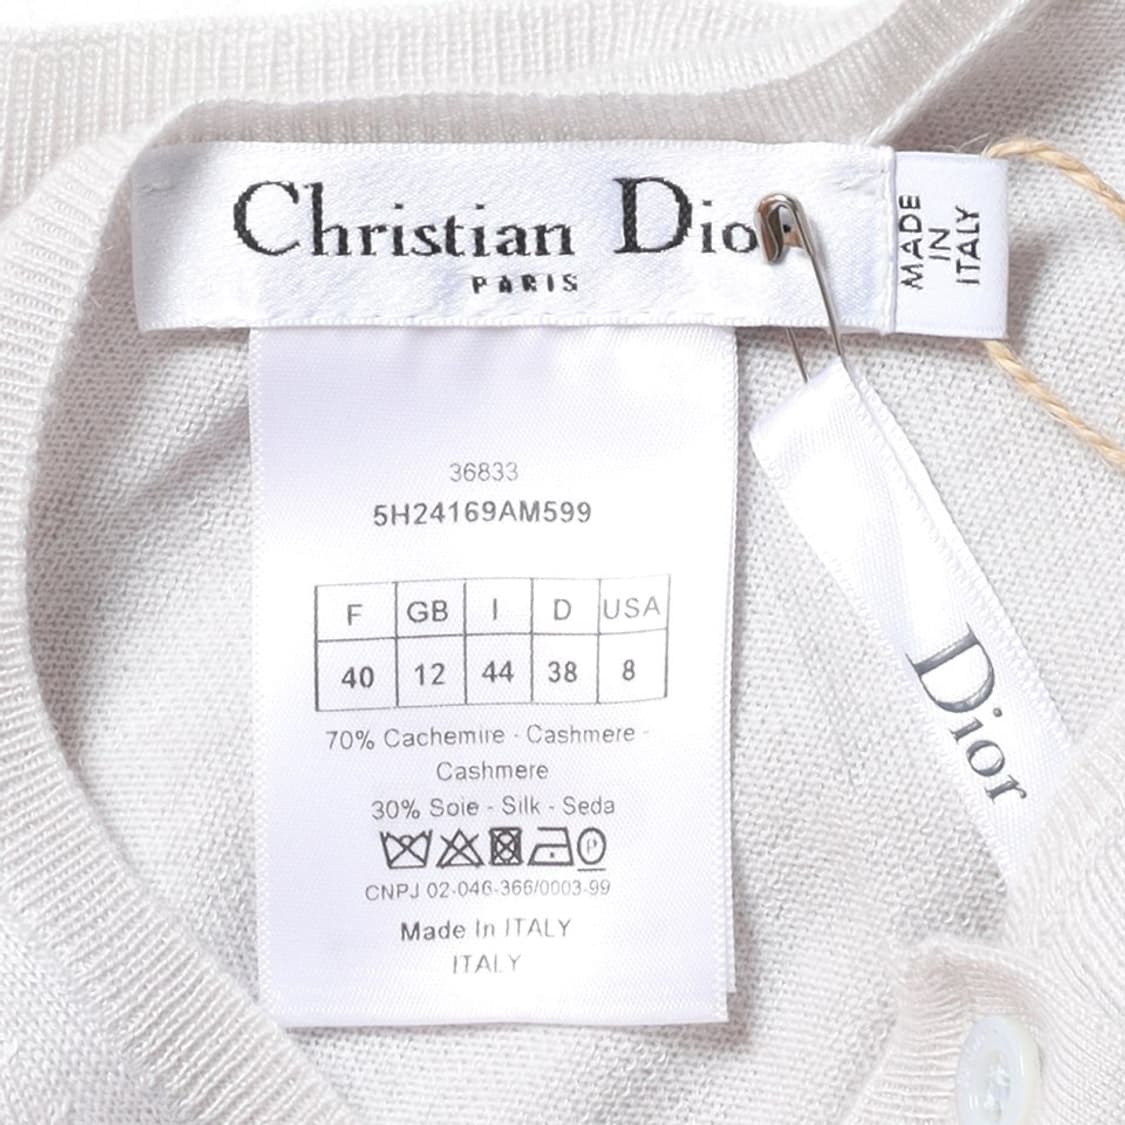 Christian Dior
PARIS
MADE
IN
ITALY
36833
5H24169AM599
F GB I D USA
40 12 44 38 8
70% Cachemire - Cashmere -
Cashmere
30% Soie - Silk - Seda
P
CNPJ 02-046-366/0003-99
Made In ITALY
ITALY
Dior